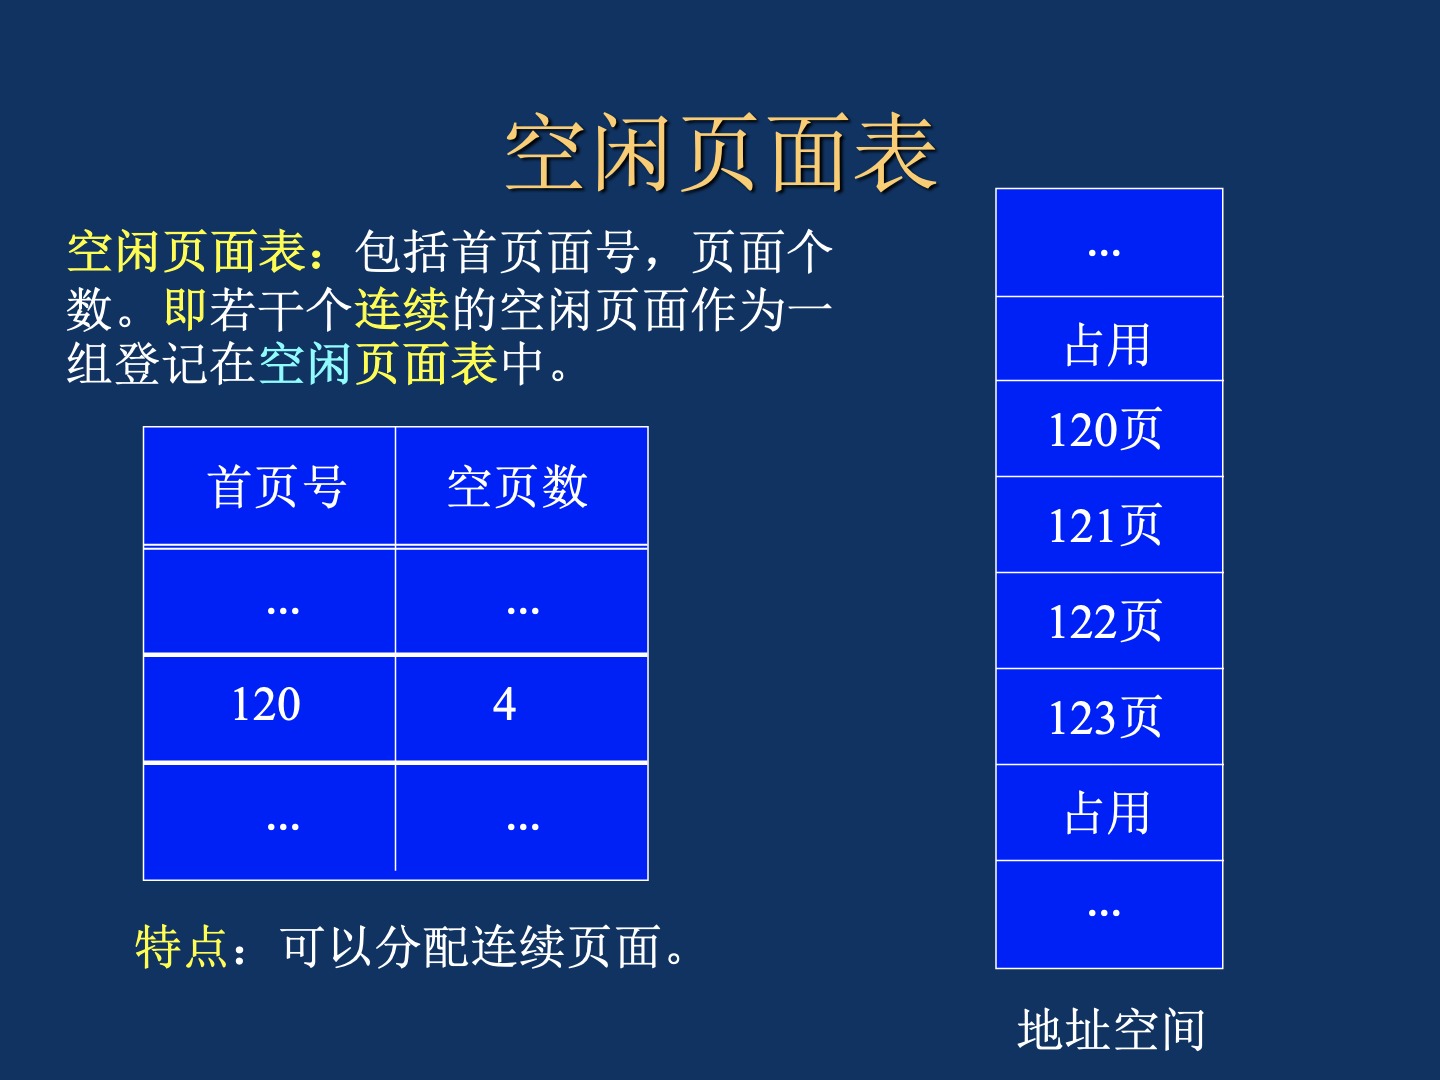 空闲页面表
空闲页面表：包括首页面号，页面个
数。即若干个连续的空闲页面作为一
组登记在空闲页面表中。
首页号 空页数
... ...
120 4
... ...
特点：可以分配连续页面。
...
占用
120页
121页
122页
123页
占用
...
地址空间